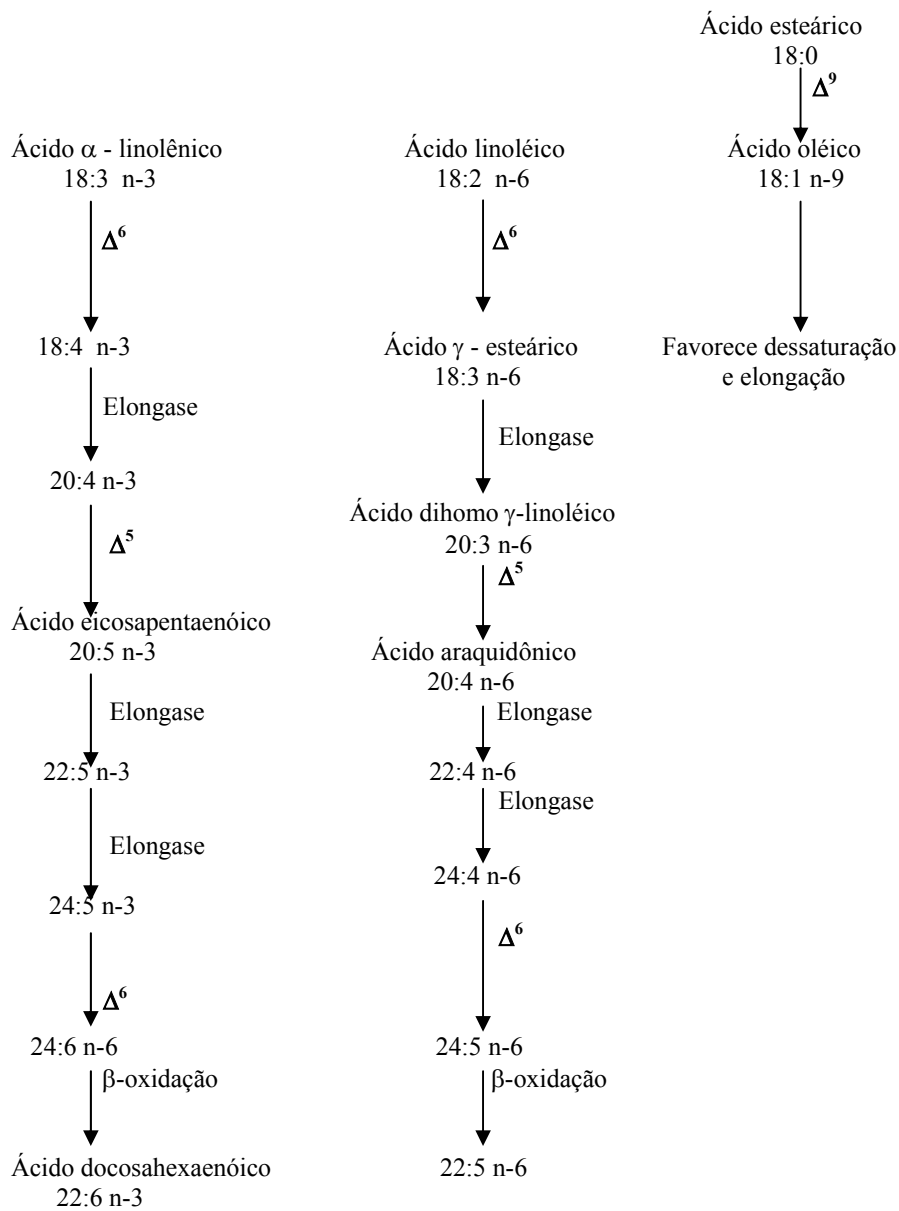 Ácido esteárico
18:0
Δ⁹
Ácido α - linolênico
18:3 n-3
Δ⁶
18:4 n-3
Elongase
20:4 n-3
Δ⁵
Ácido eicosapentaenóico
20:5 n-3
Elongase
22:5 n-3
Elongase
24:5 n-3
Δ⁶
24:6 n-6
β-oxidação
Ácido docosahexaenóico
22:6 n-3
Ácido linoléico
18:2 n-6
Δ⁶
Ácido γ - esteárico
18:3 n-6
Elongase
Ácido dihomo γ-linoléico
20:3 n-6
Δ⁵
Ácido araquidônico
20:4 n-6
Elongase
22:4 n-6
Elongase
24:4 n-6
Δ⁶
24:5 n-6
β-oxidação
22:5 n-6
Ácido oléico
18:1 n-9
Favorece dessaturação
e elongação